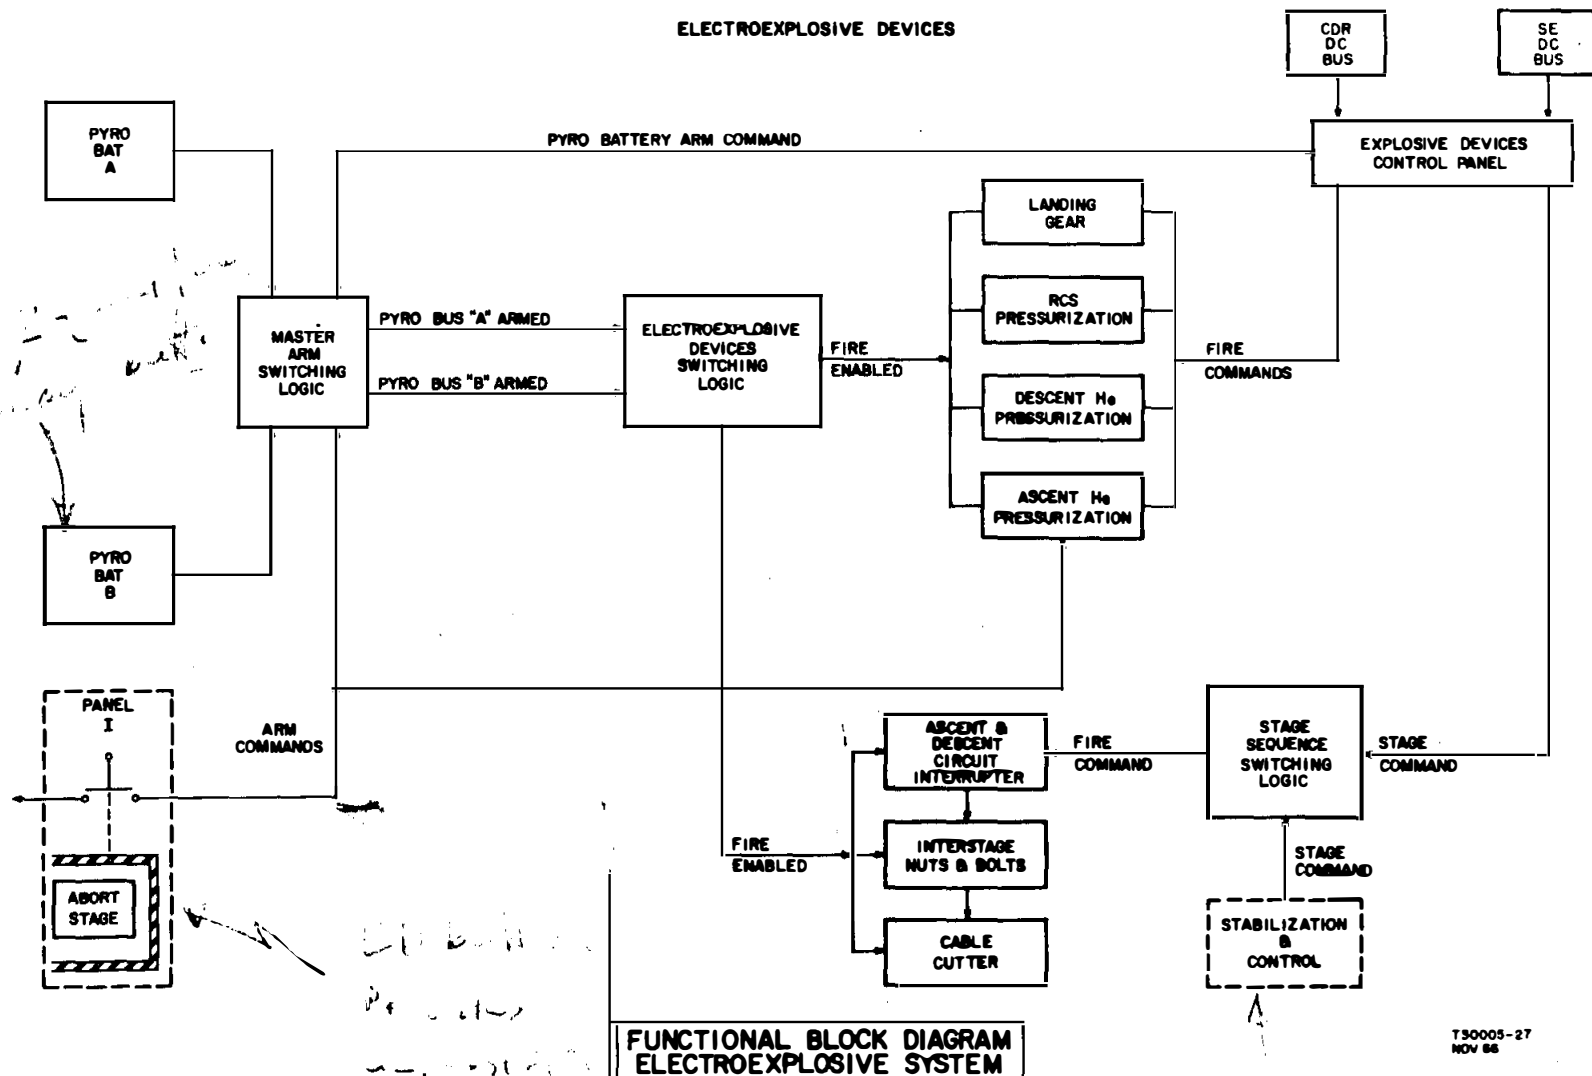 ELECTROEXPLOSIVE DEVICES
CDR
DC
BUS
SE
DC
BUS
PYRO
BAT
A
PYRO BATTERY ARM COMMAND
EXPLOSIVE DEVICES
CONTROL PANEL
LANDING
GEAR
MASTER
ARM
SWITCHING
LOGIC
PYRO BUS "A" ARMED
PYRO BUS "B" ARMED
ELECTROEXPLOSIVE
DEVICES
SWITCHING
LOGIC
FIRE
ENABLED
RCS
PRESSURIZATION
FIRE
COMMANDS
DESCENT He
PRESSURIZATION
ASCENT He
PRESSURIZATION
PYRO
BAT
B
PANEL
I
ARM
COMMANDS
ABORT
STAGE
ASCENT &
DESCENT
CIRCUIT
INTERRUPTER
FIRE
COMMAND
STAGE
SEQUENCE
SWITCHING
LOGIC
STAGE
COMMAND
FIRE
ENABLED
INTERSTAGE
NUTS & BOLTS
STAGE
COMMAND
CABLE
CUTTER
STABILIZATION
&
CONTROL
FUNCTIONAL BLOCK DIAGRAM
ELECTROEXPLOSIVE SYSTEM
T30005-27
NOV 66